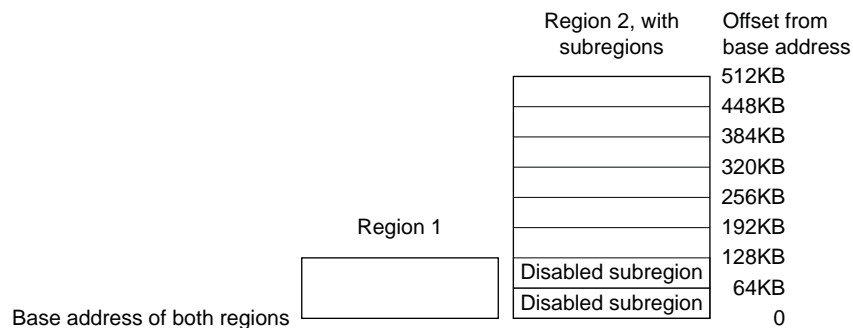 Region 2, with
subregions
Offset from
base address
512KB
448KB
384KB
320KB
256KB
Region 1
192KB
128KB
Disabled subregion
64KB
Disabled subregion
Base address of both regions
0